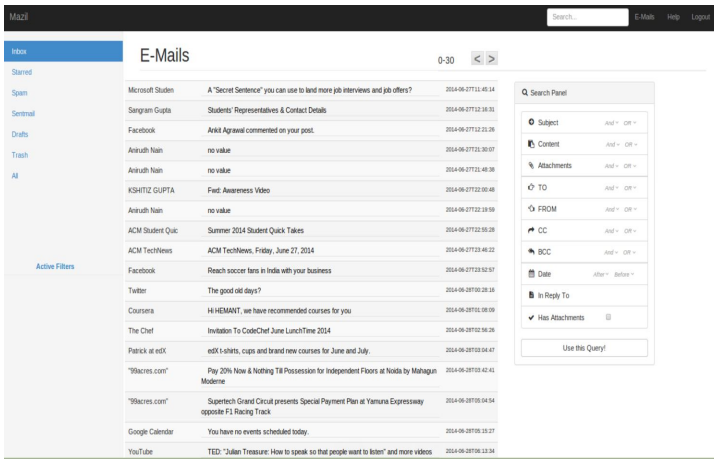 Mazil
Search...
E-Mails
Help
Logout
Inbox
Starred
Spam
Sentmail
Drafts
Trash
All
Active Filters
E-Mails
0-30
< >
Microsoft Studen A "Secret Sentence" you can use to land more job interviews and job offers? 2014-06-27T11:45:14
Sangram Gupta Students' Representatives & Contact Details 2014-06-27T12:16:31
Facebook Ankit Agrawal commented on your post. 2014-06-27T12:21:26
Anirudh Nain no value 2014-06-27T21:30:07
Anirudh Nain no value 2014-06-27T21:48:38
KSHITIZ GUPTA Fwd: Awareness Video 2014-06-27T22:00:48
Anirudh Nain no value 2014-06-27T22:19:59
ACM Student Quic Summer 2014 Student Quick Takes 2014-06-27T22:55:28
ACM TechNews ACM TechNews, Friday, June 27, 2014 2014-06-27T23:46:22
Facebook Reach soccer fans in India with your business 2014-06-27T23:52:57
Twitter The good old days? 2014-06-28T00:28:16
Coursera Hi HEMANT, we have recommended courses for you 2014-06-28T01:08:09
The Chef Invitation To CodeChef June LunchTime 2014 2014-06-28T02:56:26
Patrick at edX edX t-shirts, cups and brand new courses for June and July. 2014-06-28T03:04:47
"99acres.com" Pay 20% Now & Nothing Till Possession for Independent Floors at Noida by Mahagun 2014-06-28T03:42:41
Moderne
"99acres.com" Supertech Grand Circuit presents Special Payment Plan at Yamuna Expressway 2014-06-28T05:04:54
opposite F1 Racing Track
Google Calendar You have no events scheduled today. 2014-06-28T05:15:27
YouTube TED: "Julian Treasure: How to speak so that people want to listen" and more videos 2014-06-28T06:13:34
Search Panel
Subject And OR
Content And OR
Attachments And OR
TO And OR
FROM And OR
CC And OR
BCC And OR
Date After Before
In Reply To
Has Attachments
Use this Query!